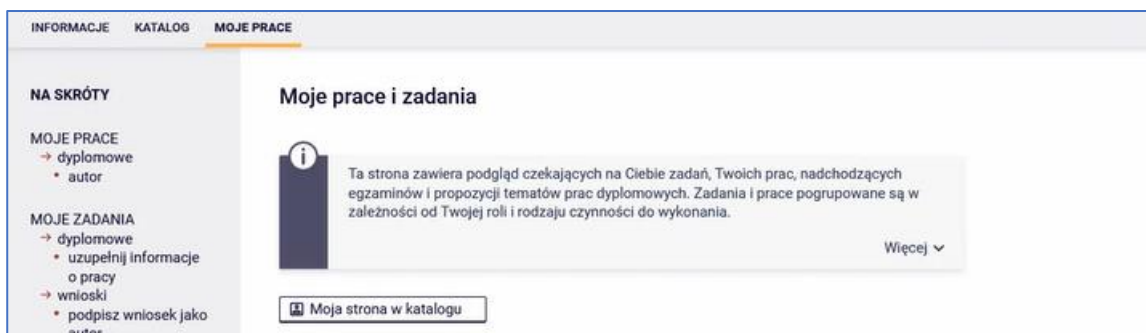 INFORMACJE KATALOG MOJE PRACE
NA SKRÓTY
MOJE PRACE
→ dyplomowe
• autor
MOJE ZADANIA
→ dyplomowe
• uzupełnij informacje
o pracy
→ wnioski
• podpisz wniosek jako
autor
Moje prace i zadania
Ta strona zawiera podgląd czekających na Ciebie zadań, Twoich prac, nadchodzących
egzaminów i propozycji tematów prac dyplomowych. Zadania i prace pogrupowane są w
zależności od Twojej roli i rodzaju czynności do wykonania.
Więcej
Moja strona w katalogu